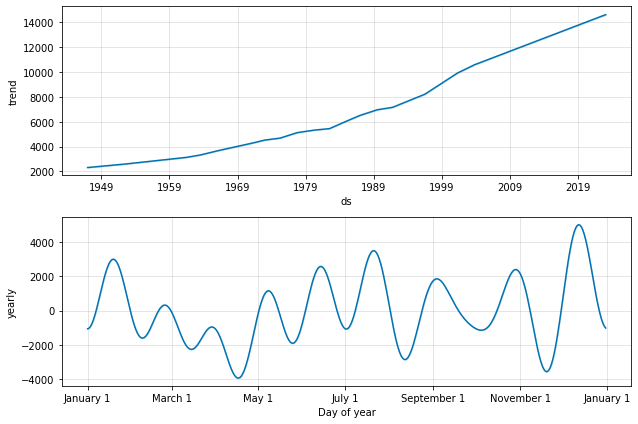 14000
12000
10000
8000
6000
4000
2000
trend
1949 1959 1969 1979 1989 1999 2009 2019
ds
4000
2000
0
−2000
−4000
yearly
January 1 March 1 May 1 July 1 September 1 November 1 January 1
Day of year